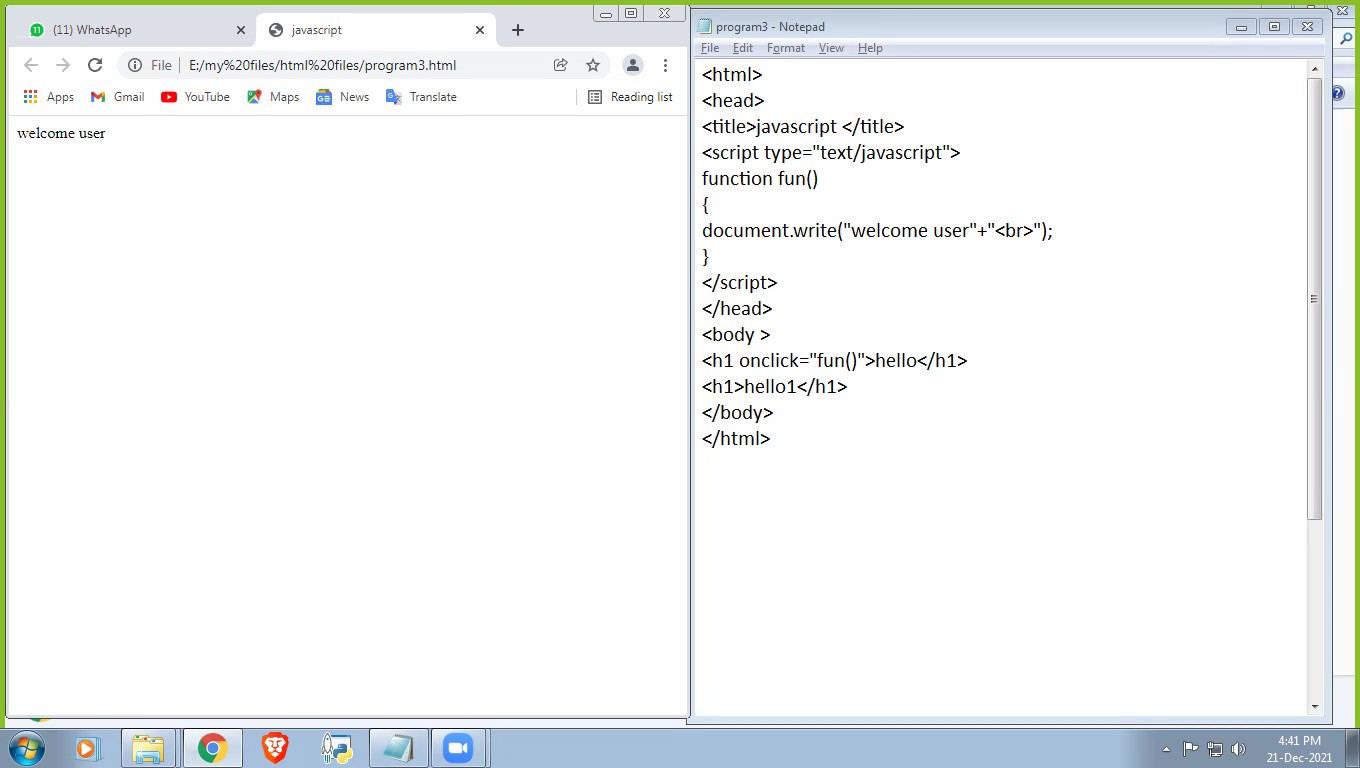 (11) WhatsApp
javascript
File
E:/my%20files/html%20files/program3.html
Apps
Gmail
YouTube
Maps
News
Translate
Reading list
welcome user
program3 - Notepad
File Edit Format View Help
<html>
<head>
<title>javascript </title>
<script type="text/javascript">
function fun()
{
document.write("welcome user"+"<br>");
}
</script>
</head>
<body >
<h1 onclick="fun()">hello</h1>
<h1>hello1</h1>
</body>
</html>
4:41 PM
21-Dec-2021